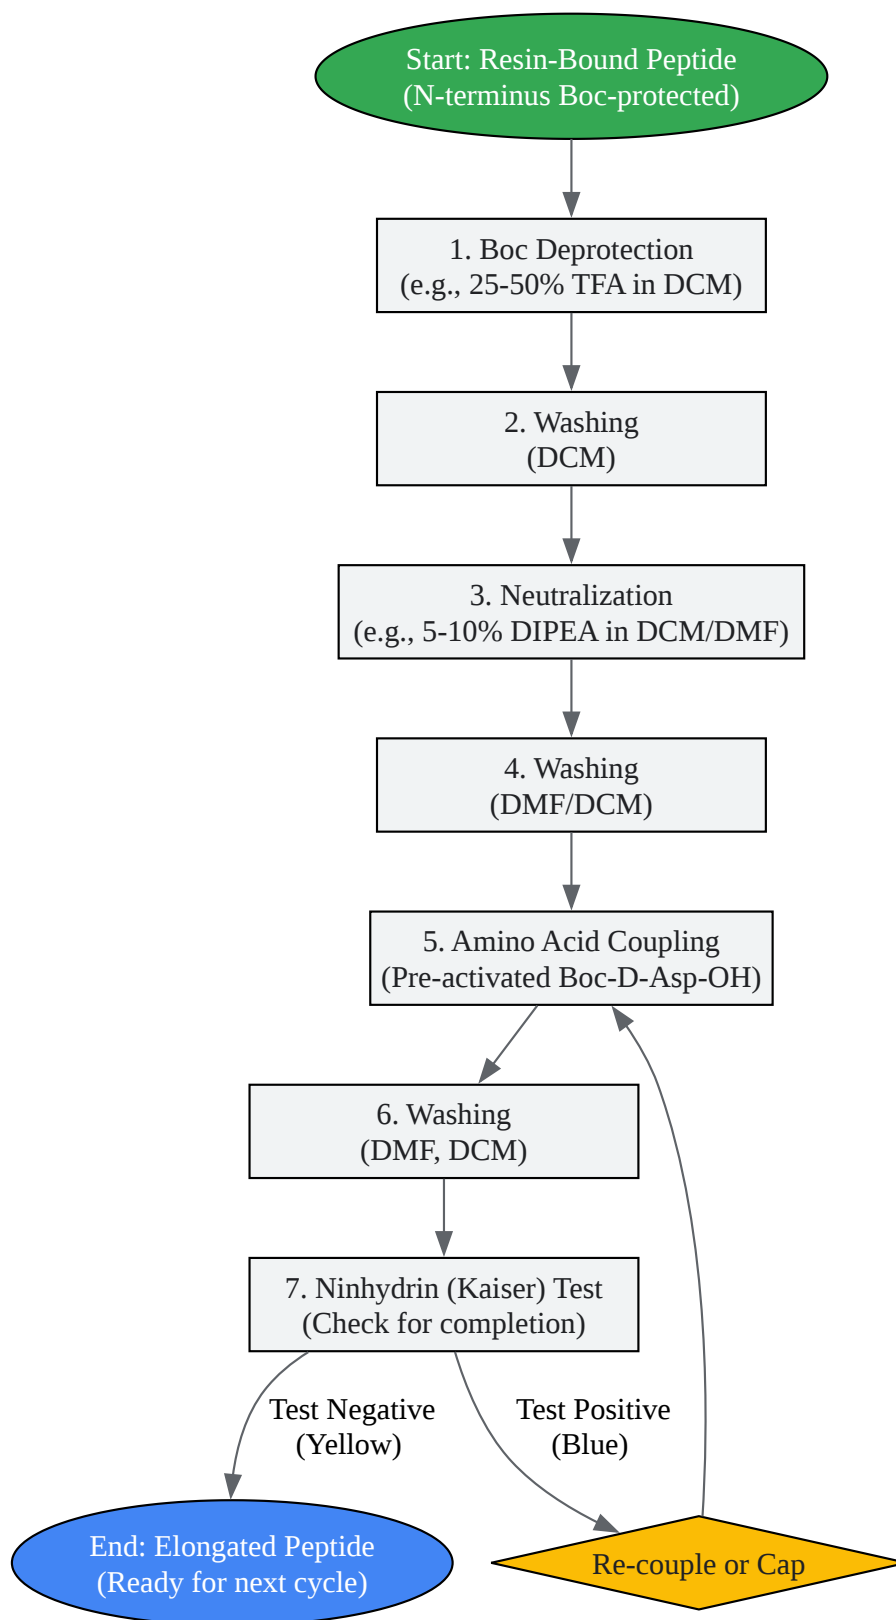 Start: Resin-Bound Peptide
(N-terminus Boc-protected)
1. Boc Deprotection
(e.g., 25-50% TFA in DCM)
2. Washing
(DCM)
3. Neutralization
(e.g., 5-10% DIPEA in DCM/DMF)
4. Washing
(DMF/DCM)
5. Amino Acid Coupling
(Pre-activated Boc-D-Asp-OH)
6. Washing
(DMF, DCM)
7. Ninhydrin (Kaiser) Test
(Check for completion)
Test Negative
(Yellow)
Test Positive
(Blue)
End: Elongated Peptide
(Ready for next cycle)
Re-couple or Cap